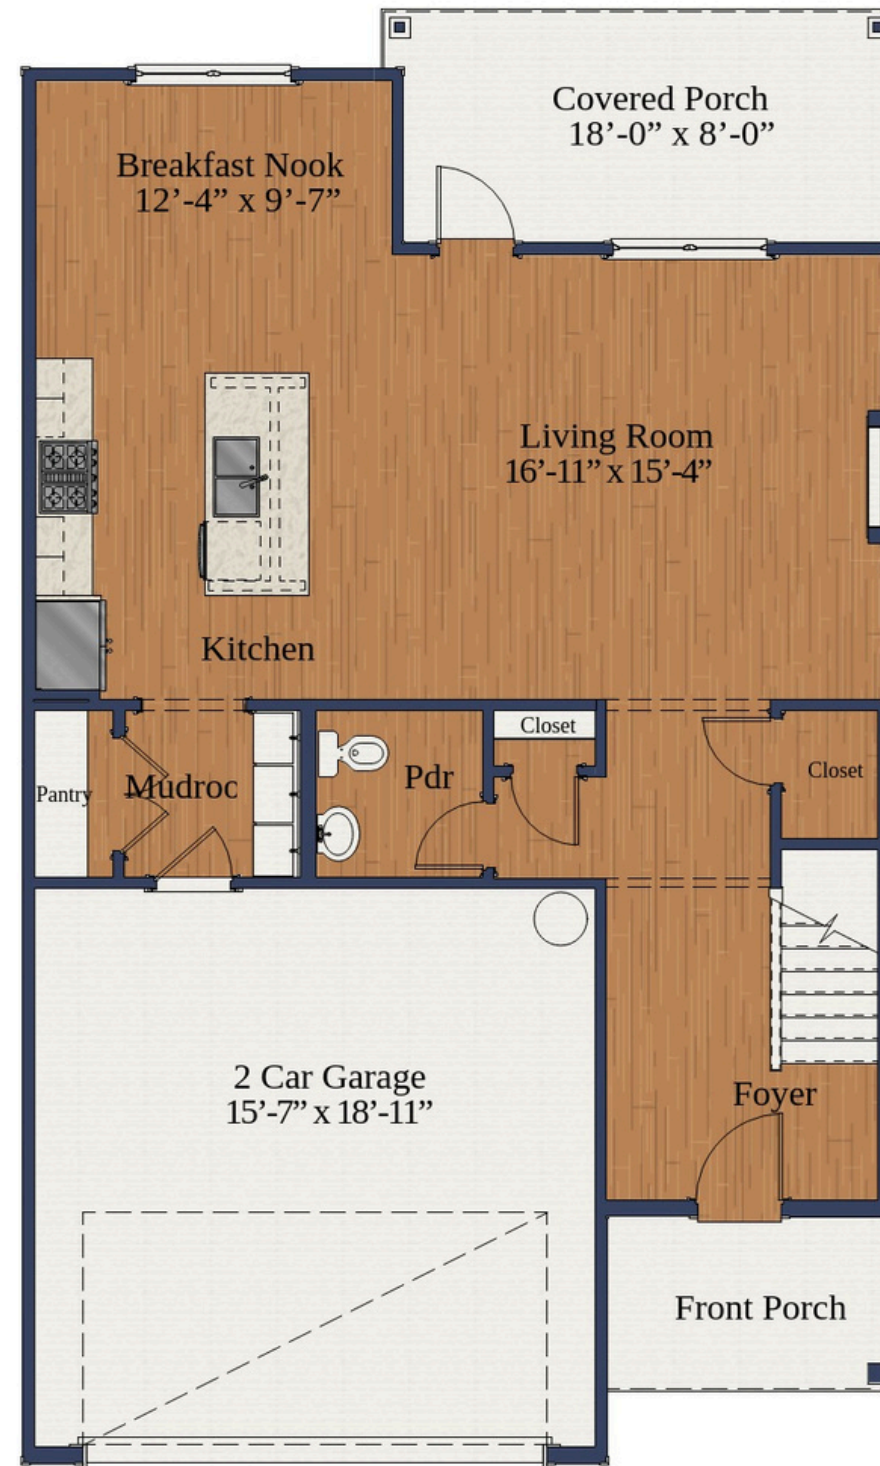 Covered Porch
18’-0” x 8’-0”
Breakfast Nook
12’-4” x 9’-7”
Living Room
16’-11” x 15’-4”
Kitchen
Closet
Closet
Pdr
Mudroc
Pantry
2 Car Garage
15’-7” x 18’-11”
Foyer
Front Porch